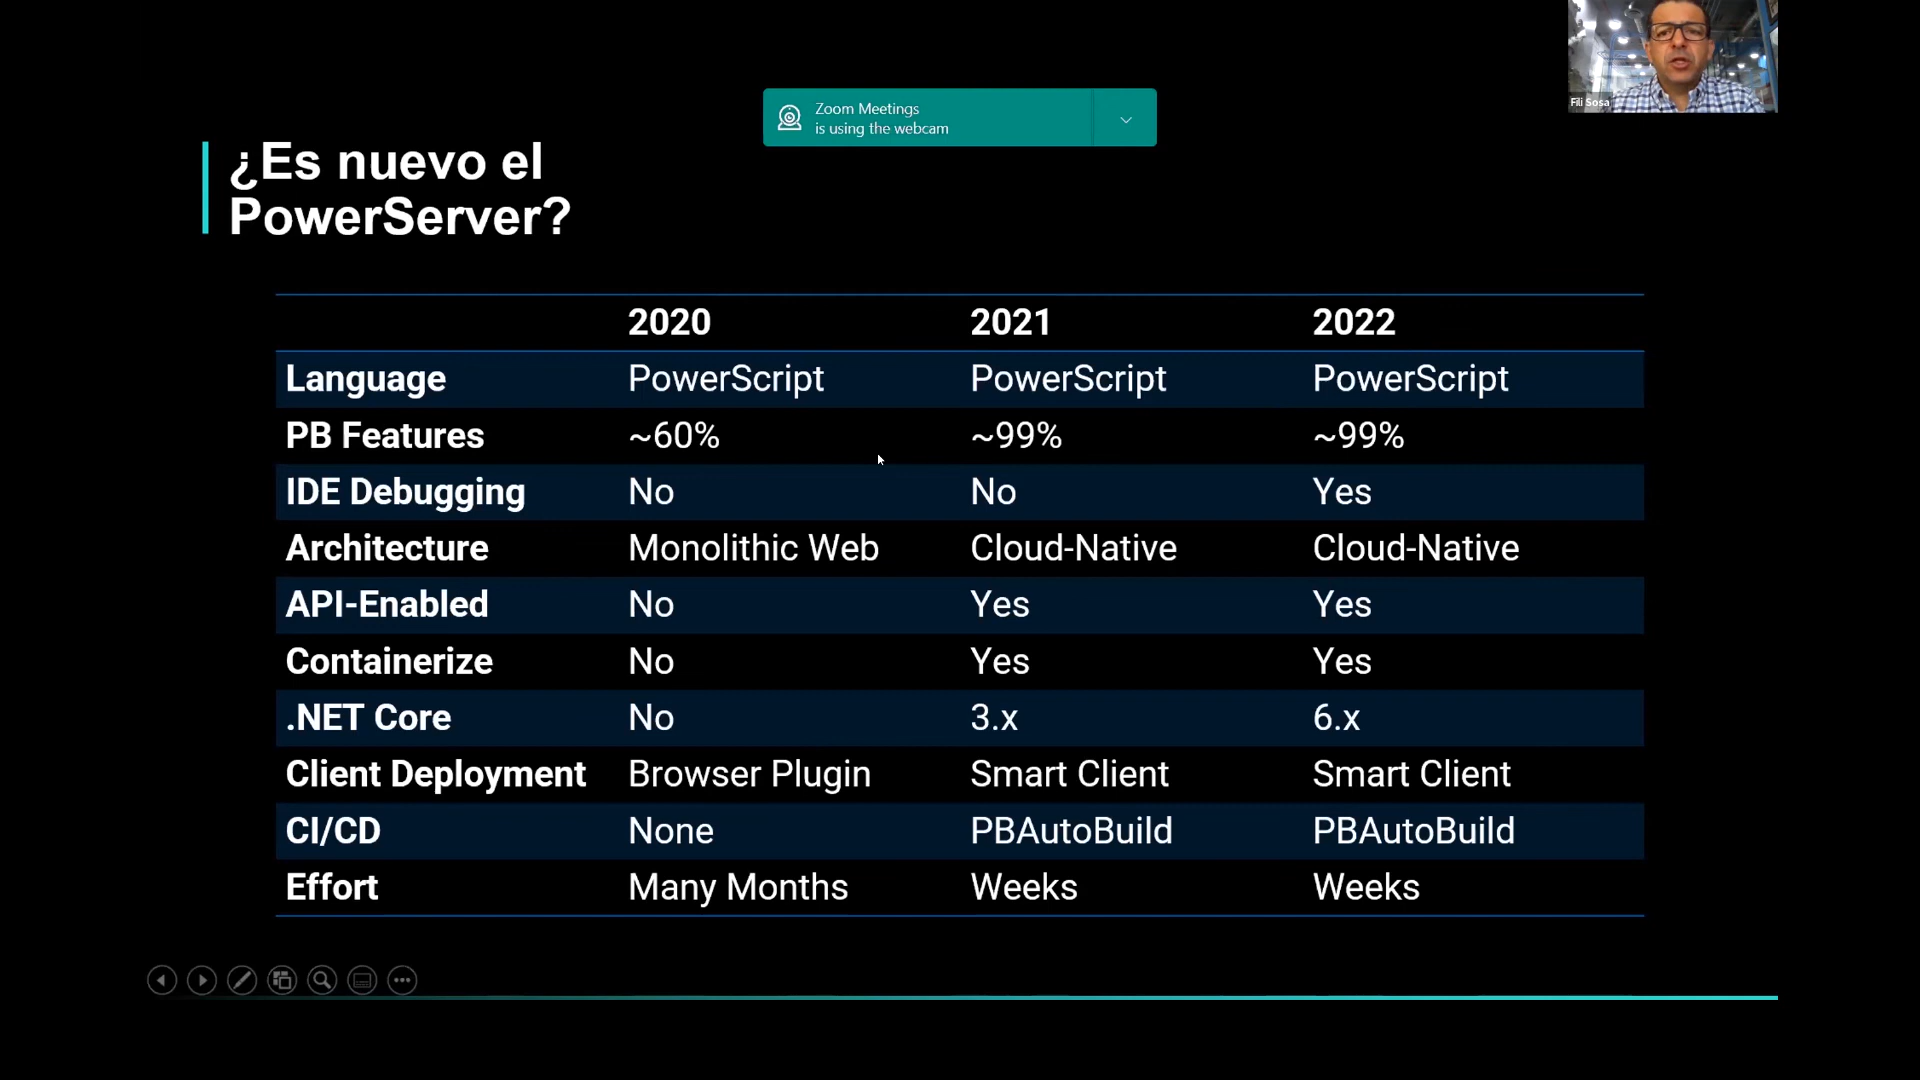 Zoom Meetings
is using the webcam
Fili Sosa
¿Es nuevo el
PowerServer?
2020 2021 2022
Language PowerScript PowerScript PowerScript
PB Features ~60% ~99% ~99%
IDE Debugging No No Yes
Architecture Monolithic Web Cloud-Native Cloud-Native
API-Enabled No Yes Yes
Containerize No Yes Yes
.NET Core No 3.x 6.x
Client Deployment Browser Plugin Smart Client Smart Client
CI/CD None PBAutoBuild PBAutoBuild
Effort Many Months Weeks Weeks